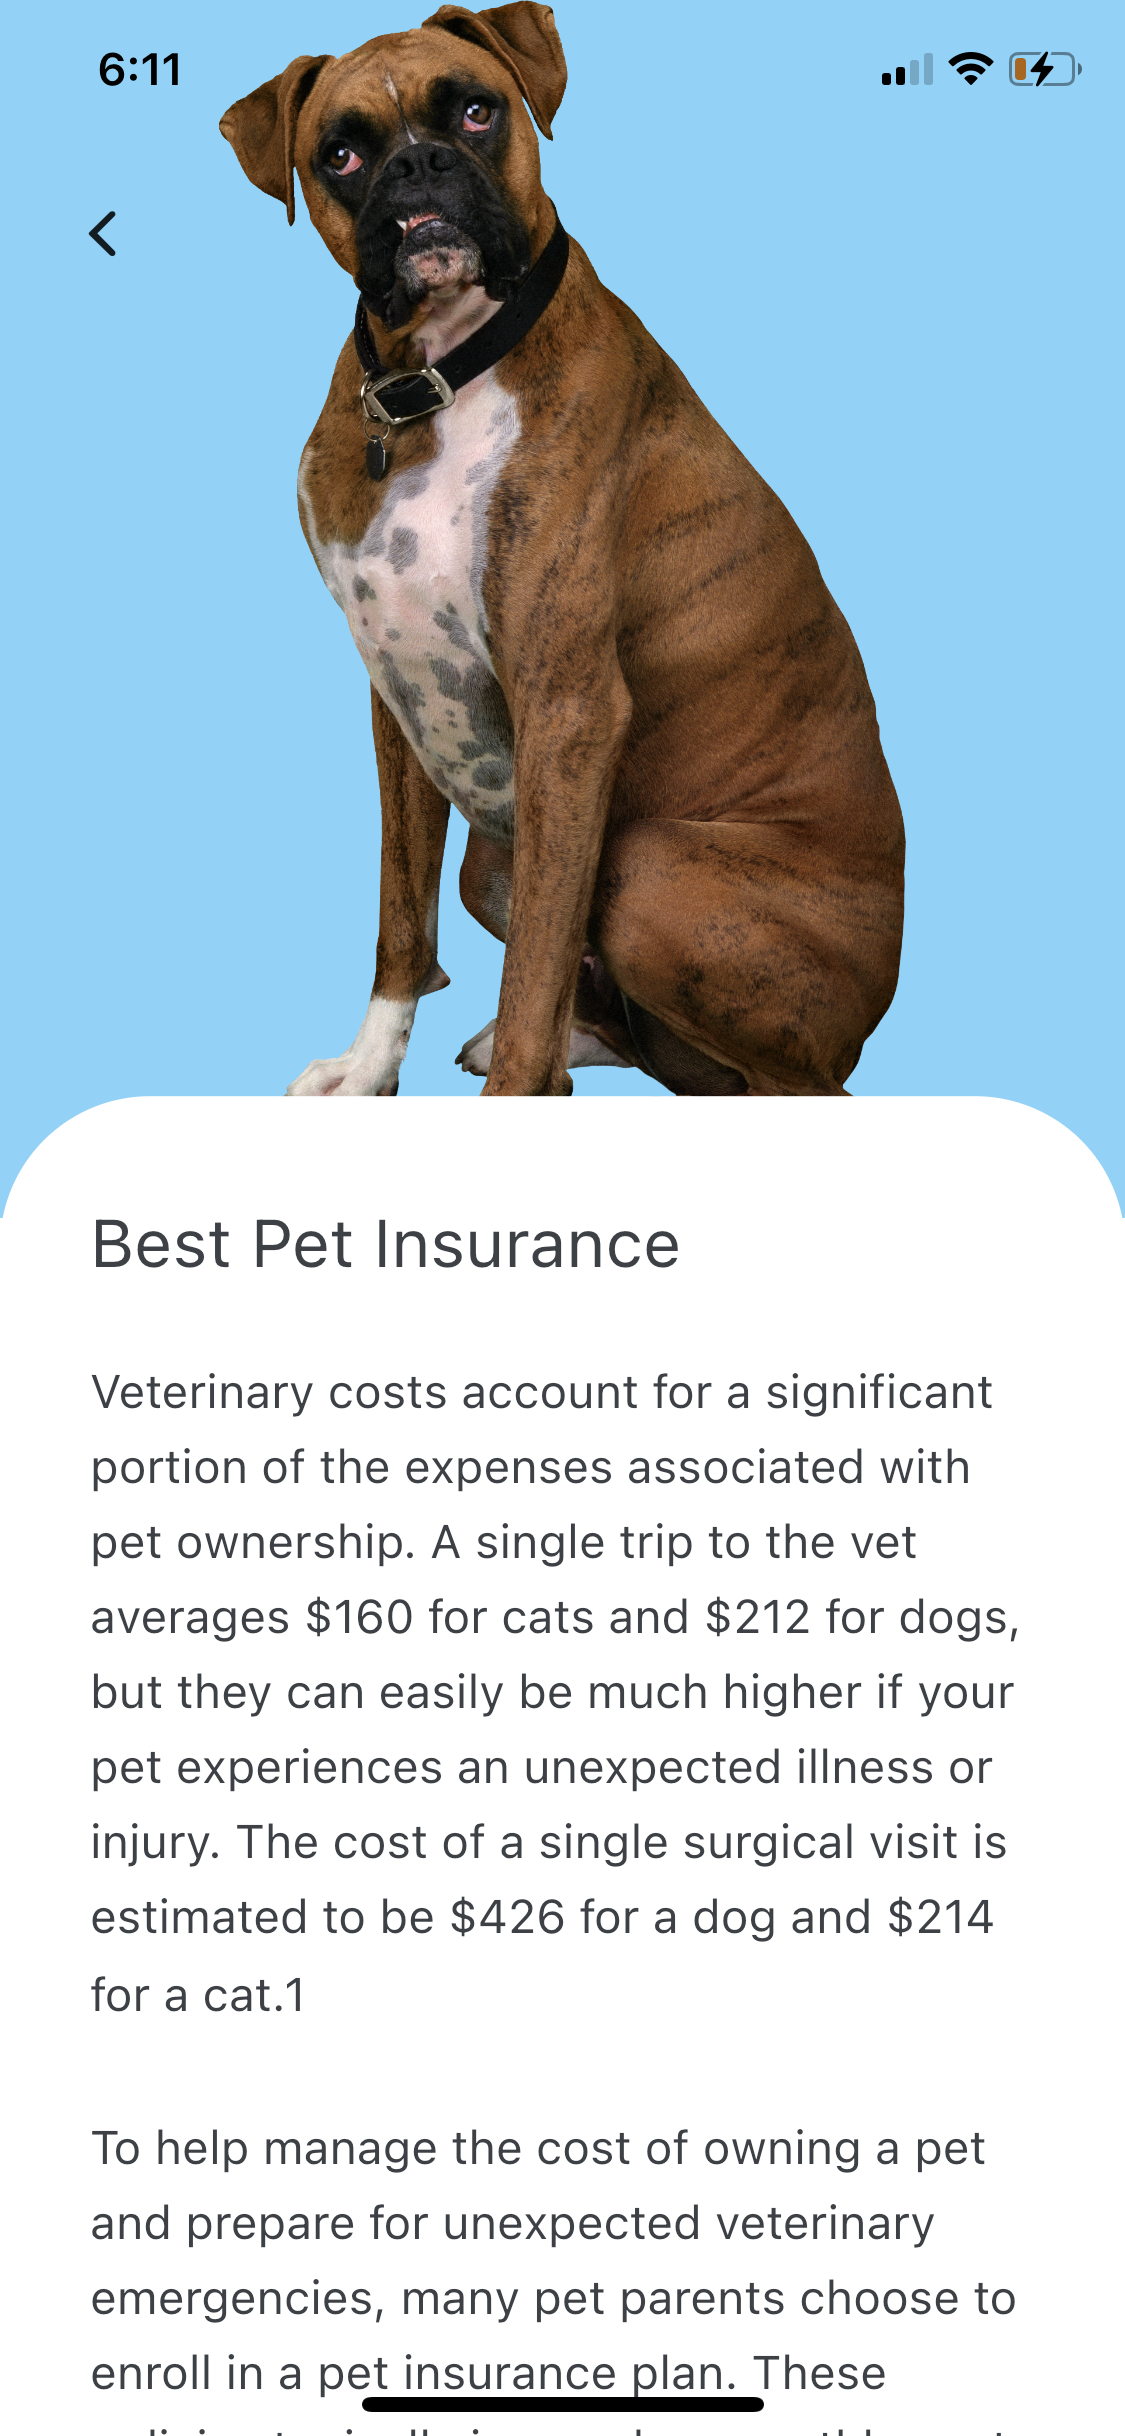 6:11
Best Pet Insurance
Veterinary costs account for a significant
portion of the expenses associated with
pet ownership. A single trip to the vet
averages $160 for cats and $212 for dogs,
but they can easily be much higher if your
pet experiences an unexpected illness or
injury. The cost of a single surgical visit is
estimated to be $426 for a dog and $214
for a cat.1
To help manage the cost of owning a pet
and prepare for unexpected veterinary
emergencies, many pet parents choose to
enroll in a pet insurance plan. These